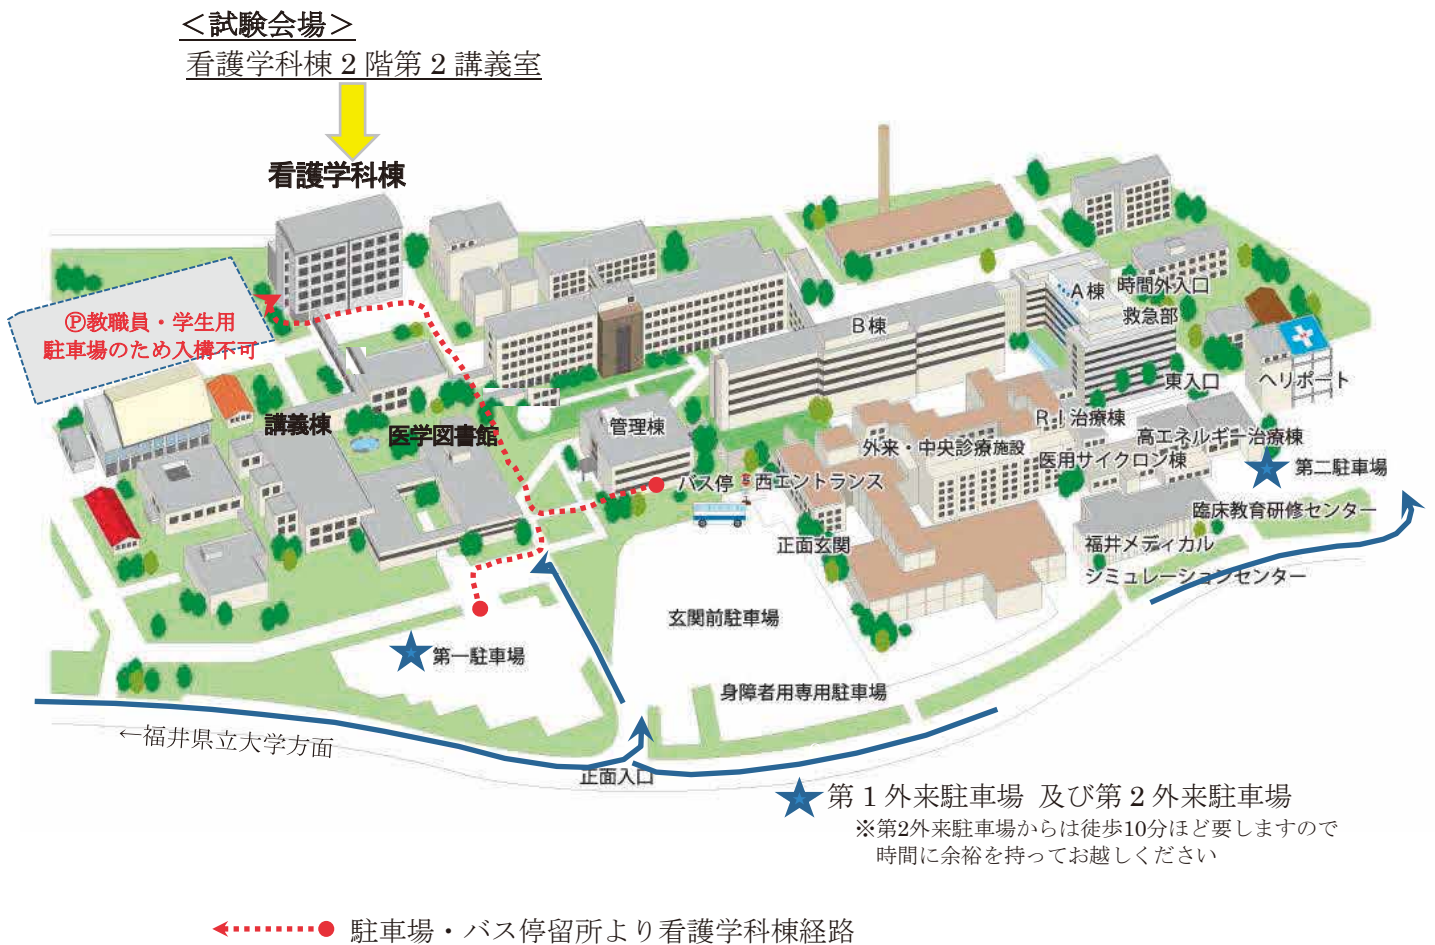 ＜試験会場＞
看護学科棟２階第２講義室
看護学科棟
Ⓟ教職員・学生用
駐車場のため入構不可
A棟
時間外入口
救急部
B棟
東入口
ヘリポート
講義棟
医学図書館
管理棟
RI治療棟
高エネルギー治療棟
外来・中央診療施設
医用サイクロン棟
第二駐車場
バス停
西エントランス
臨床教育研修センター
正面玄関
福井メディカル
シミュレーションセンター
玄関前駐車場
第一駐車場
身障者用専用駐車場
←福井県立大学方面
正面入口
第１外来駐車場 及び第２外来駐車場
※第2外来駐車場からは徒歩10分ほど要しますので
時間に余裕を持ってお越しください
駐車場・バス停留所より看護学科棟経路